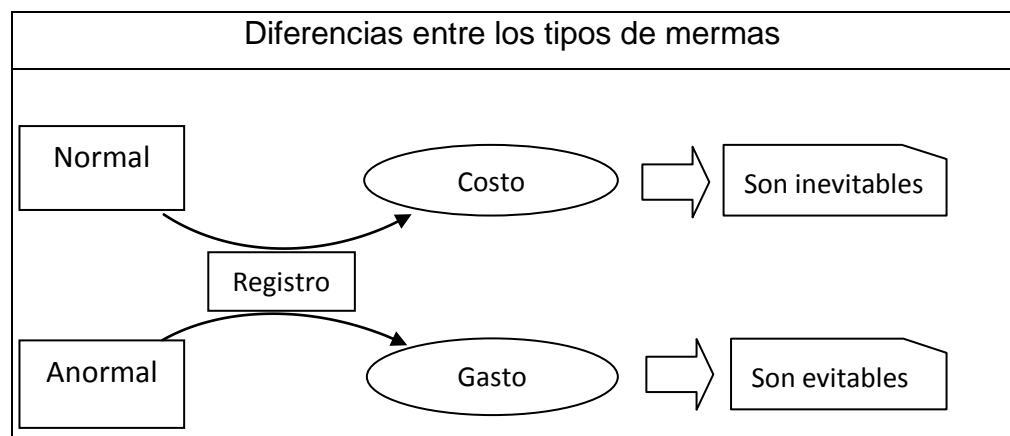 Diferencias entre los tipos de mermas
Normal
Costo
Son inevitables
Registro
Anormal
Gasto
Son evitables